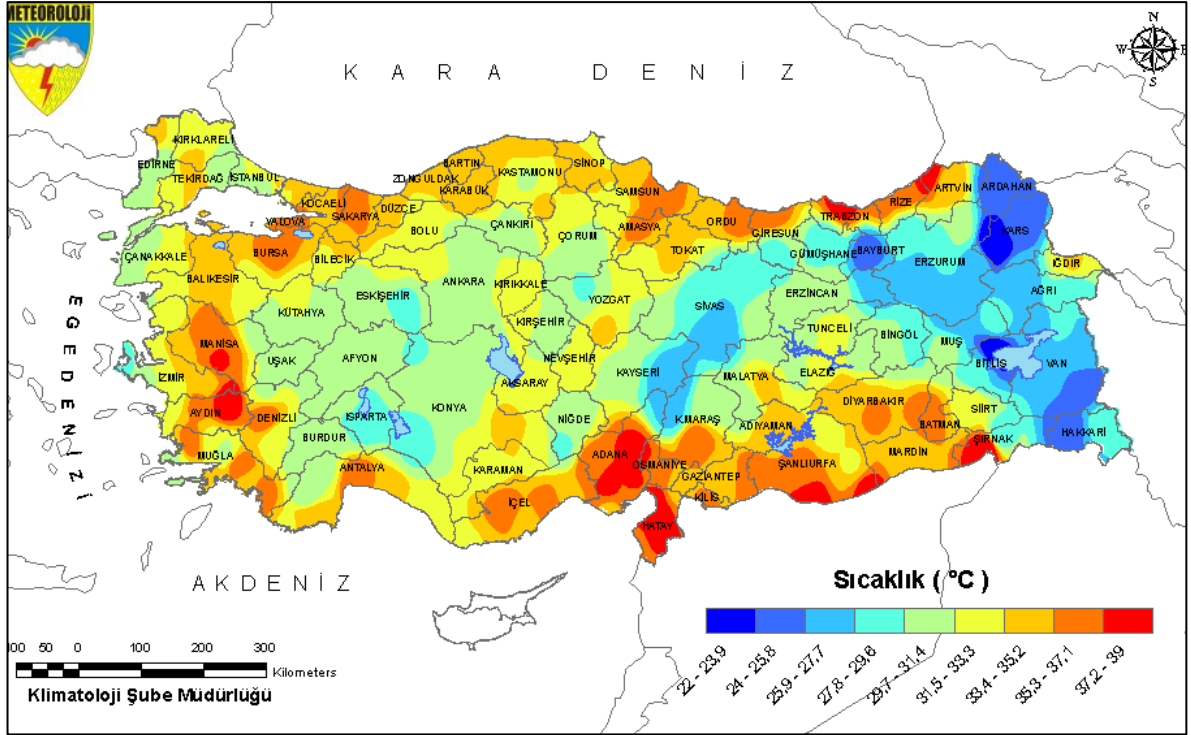 METEOROLOJİ
N
W E
S
K A R A D E N İ Z
KIRKLARELİ
EDİRNE
TEKİRDAĞ
İSTANBUL
BARTIN
ZONGULDAK
KARABÜK
KASTAMONU
SİNOP
SAMSUN
KOCAELİ
YALOVA
SAKARYA
DÜZCE
BOLU
ÇANKIRI
ÇORUM
AMASYA
TOKAT
ORDU
GİRESUN
TRABZON
RİZE
ARTVİN
ARDAHAN
KARS
IĞDIR
GÜMÜŞHANE
BAYBURT
ERZURUM
AĞRI
ÇANAKKALE
BALIKESİR
BURSA
BİLECİK
ESKİŞEHİR
ANKARA
KIRIKKALE
YOZGAT
SİVAS
ERZİNCAN
KÜTAHYA
KIRŞEHİR
TUNCELİ
BİNGÖL
MUŞ
BİTLİS
VAN
MANİSA
UŞAK
AFYON
NEVŞEHİR
KAYSERİ
MALATYA
ELAZIĞ
İZMİR
AKSARAY
KONYA
NİĞDE
K.MARAŞ
ADIYAMAN
DİYARBAKIR
BATMAN
SİİRT
ŞIRNAK
HAKKARİ
AYDIN
DENİZLİ
ISPARTA
BURDUR
MUĞLA
ANTALYA
KARAMAN
İÇEL
ADANA
OSMANİYE
GAZİANTEP
KİLİS
HATAY
ŞANLIURFA
MARDİN
E G E D E N İ Z İ
A K D E N İ Z
Sıcaklık ( °C )
22 - 23,9
24 - 25,8
25,9 - 27,7
27,8 - 29,6
29,7 - 31,4
31,5 - 33,3
33,4 - 35,2
35,3 - 37,1
37,2 - 39
00 50 0 100 200 300
Kilometers
Klimatoloji Şube Müdürlüğü